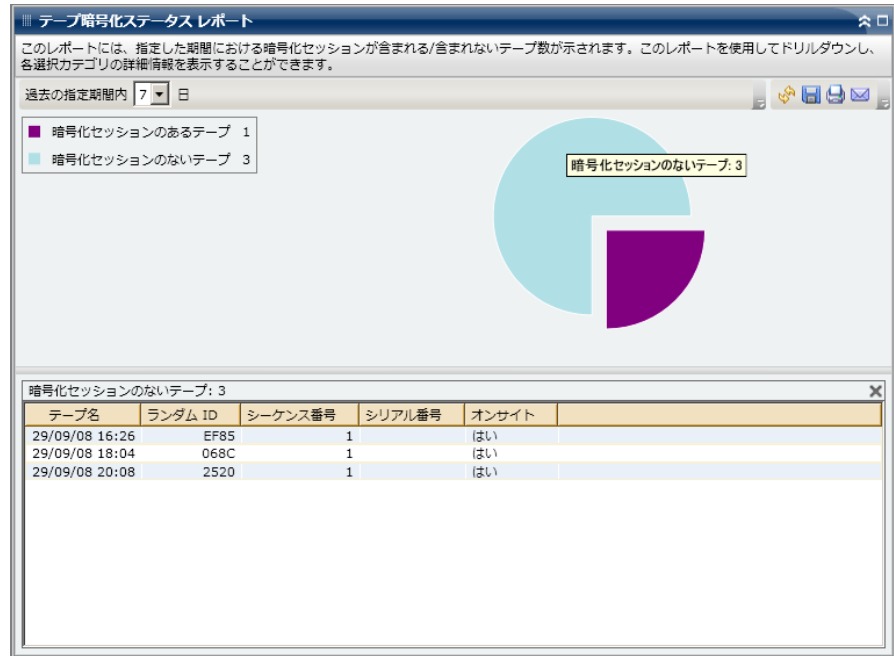 テープ暗号化ステータス レポート
このレポートには、指定した期間における暗号化セッションが含まれる/含まれないテープ数が示されます。このレポートを使用してドリルダウンし、
各選択カテゴリの詳細情報を表示することができます。
過去の指定期間内 7 日
暗号化セッションのあるテープ 1
暗号化セッションのないテープ 3
暗号化セッションのないテープ: 3
暗号化セッションのないテープ: 3
テープ名 ランダム ID シーケンス番号 シリアル番号 オンサイト
29/09/08 16:26 EF85 1 はい
29/09/08 18:04 068C 1 はい
29/09/08 20:08 2520 1 はい